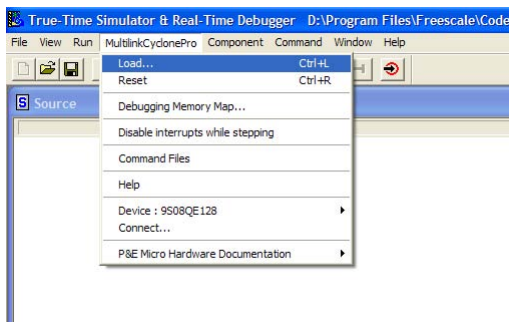 True-Time Simulator & Real-Time Debugger D:\Program Files\Freescale\Code
File View Run MultilinkCyclonePro Component Command Window Help
Load... Ctrl+L
Reset Ctrl+R
Source
Debugging Memory Map...
Disable interrupts while stepping
Command Files
Help
Device : 9S08QE128
Connect...
P&E Micro Hardware Documentation